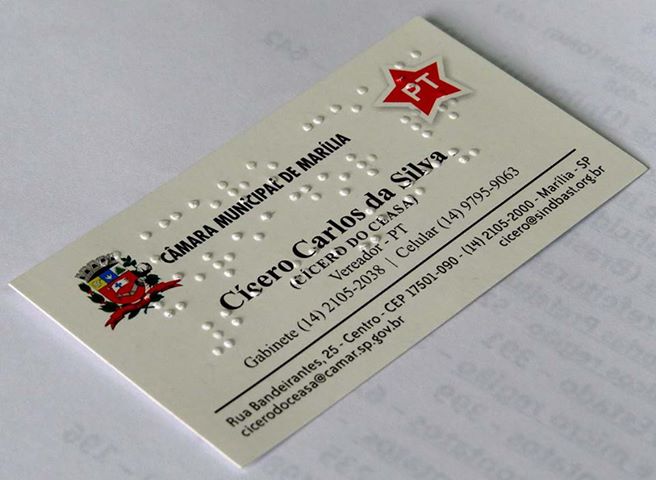 PT
CÂMARA MUNICIPAL DE MARÍLIA
Cícero Carlos da Silva
(CÍCERO DO CEASA)
Vereador - PT
Gabinete (14) 2105-2038 | Celular (14) 9795-9063
Rua Bandeirantes, 25 - Centro - CEP 17501-090 - (14) 2105-2000 - Marília - SP
cicerodoceasa@camar.sp.gov.br
cicero@sindbast.org.br